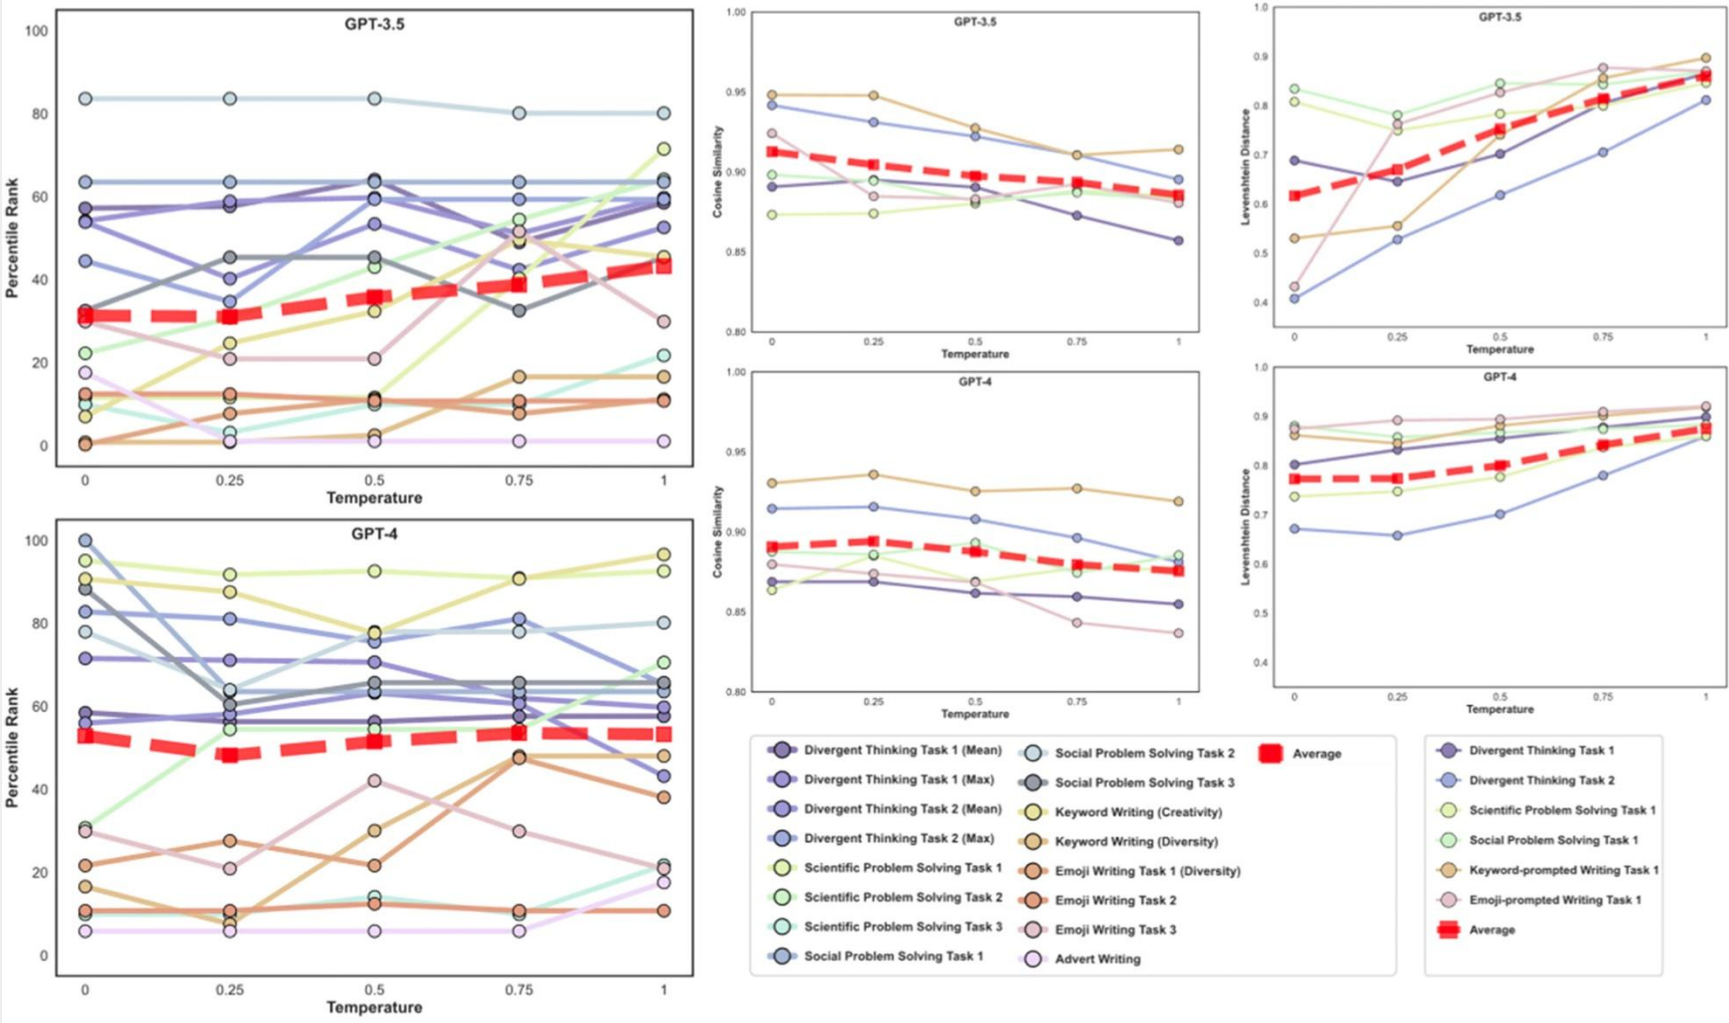 GPT-3.5
100
80
60
40
20
0
Percentile Rank
0 0.25 0.5 0.75 1
Temperature
GPT-4
100
80
60
40
20
0
Percentile Rank
0 0.25 0.5 0.75 1
Temperature
GPT-3.5
1.00
0.95
0.90
0.85
0.80
Cosine Similarity
0 0.25 0.5 0.75 1
Temperature
GPT-4
1.00
0.95
0.90
0.85
0.80
Cosine Similarity
0 0.25 0.5 0.75 1
Temperature
GPT-3.5
1.0
0.9
0.8
0.7
0.6
0.5
0.4
Levenshtein Distance
0 0.25 0.5 0.75 1
Temperature
GPT-4
1.0
0.9
0.8
0.7
0.6
0.5
0.4
Levenshtein Distance
0 0.25 0.5 0.75 1
Temperature
Divergent Thinking Task 1 (Mean)
Divergent Thinking Task 1 (Max)
Divergent Thinking Task 2 (Mean)
Divergent Thinking Task 2 (Max)
Scientific Problem Solving Task 1
Scientific Problem Solving Task 2
Scientific Problem Solving Task 3
Social Problem Solving Task 1
Social Problem Solving Task 2
Social Problem Solving Task 3
Keyword Writing (Creativity)
Keyword Writing (Diversity)
Emoji Writing Task 1 (Diversity)
Emoji Writing Task 2
Emoji Writing Task 3
Advert Writing
Average
Divergent Thinking Task 1
Divergent Thinking Task 2
Scientific Problem Solving Task 1
Social Problem Solving Task 1
Keyword-prompted Writing Task 1
Emoji-prompted Writing Task 1
Average